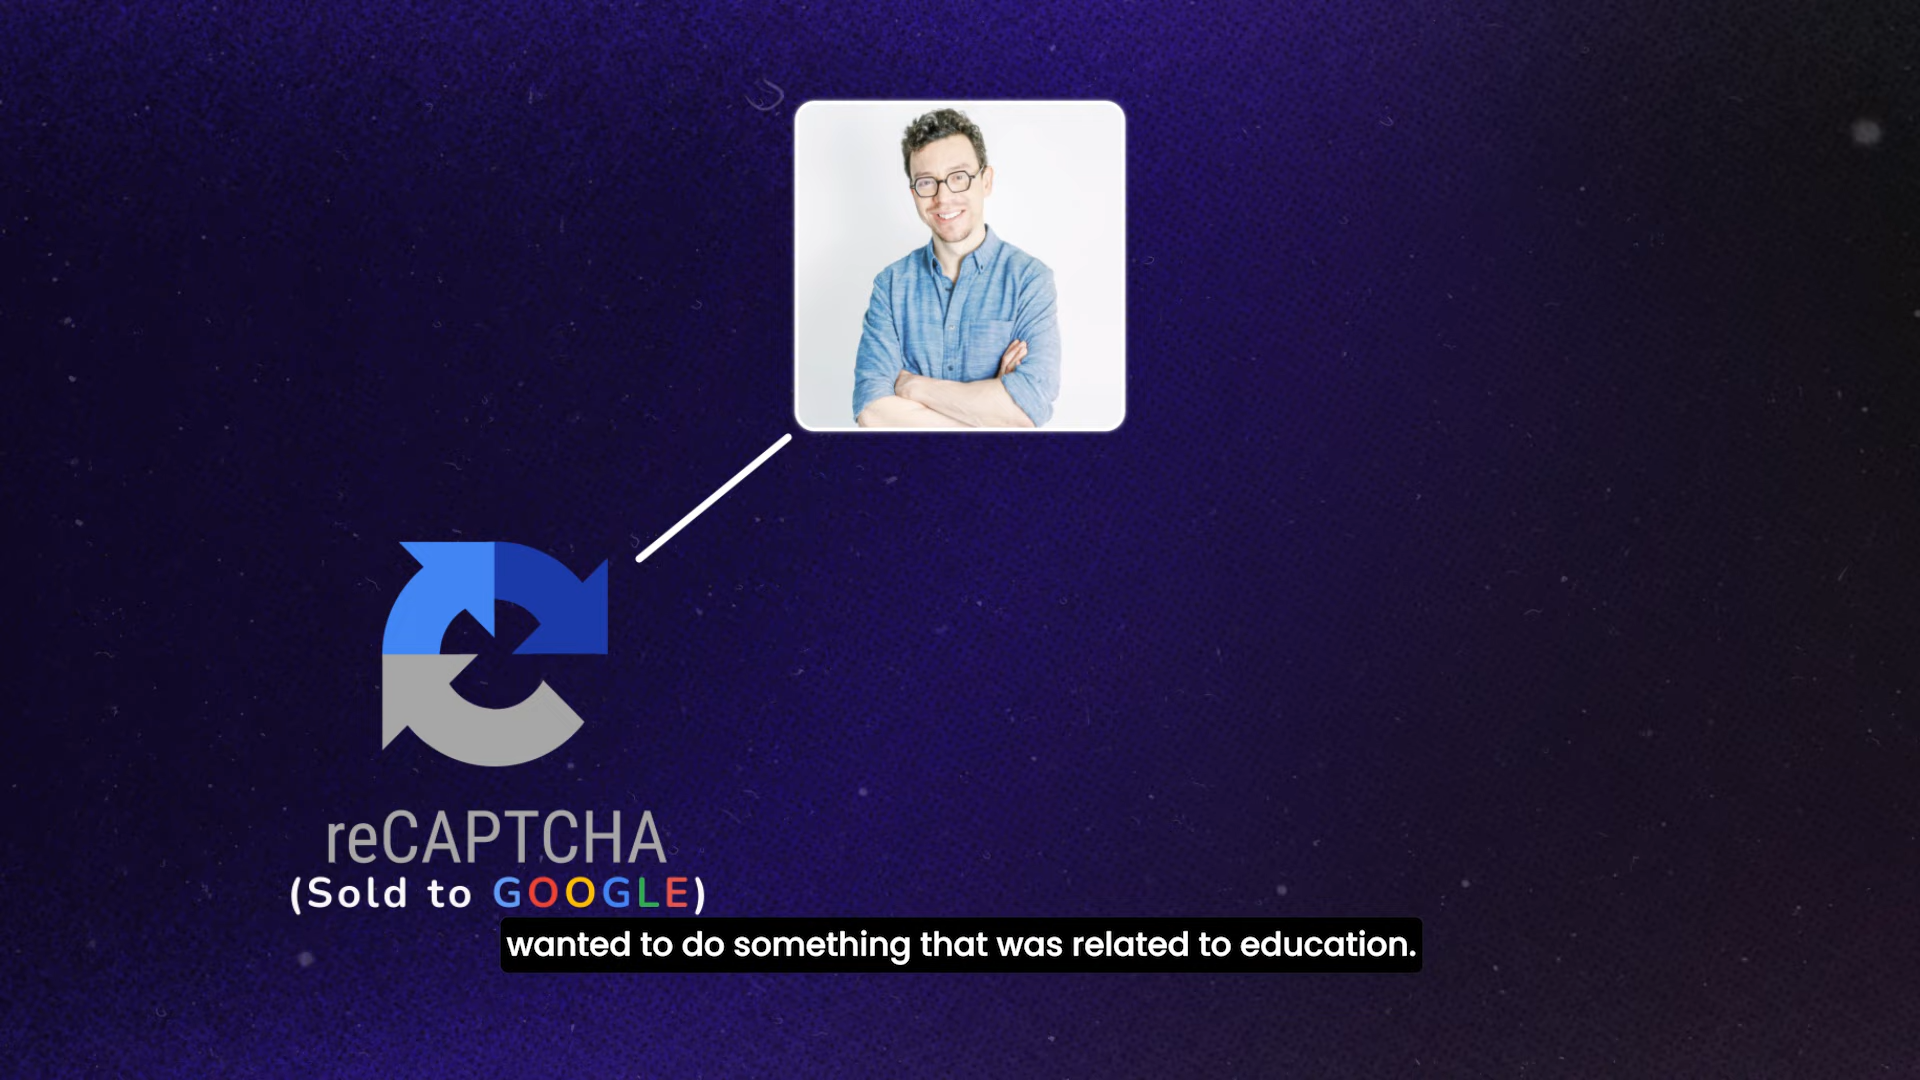 reCAPTCHA
(Sold to GOOGLE)
wanted to do something that was related to education.